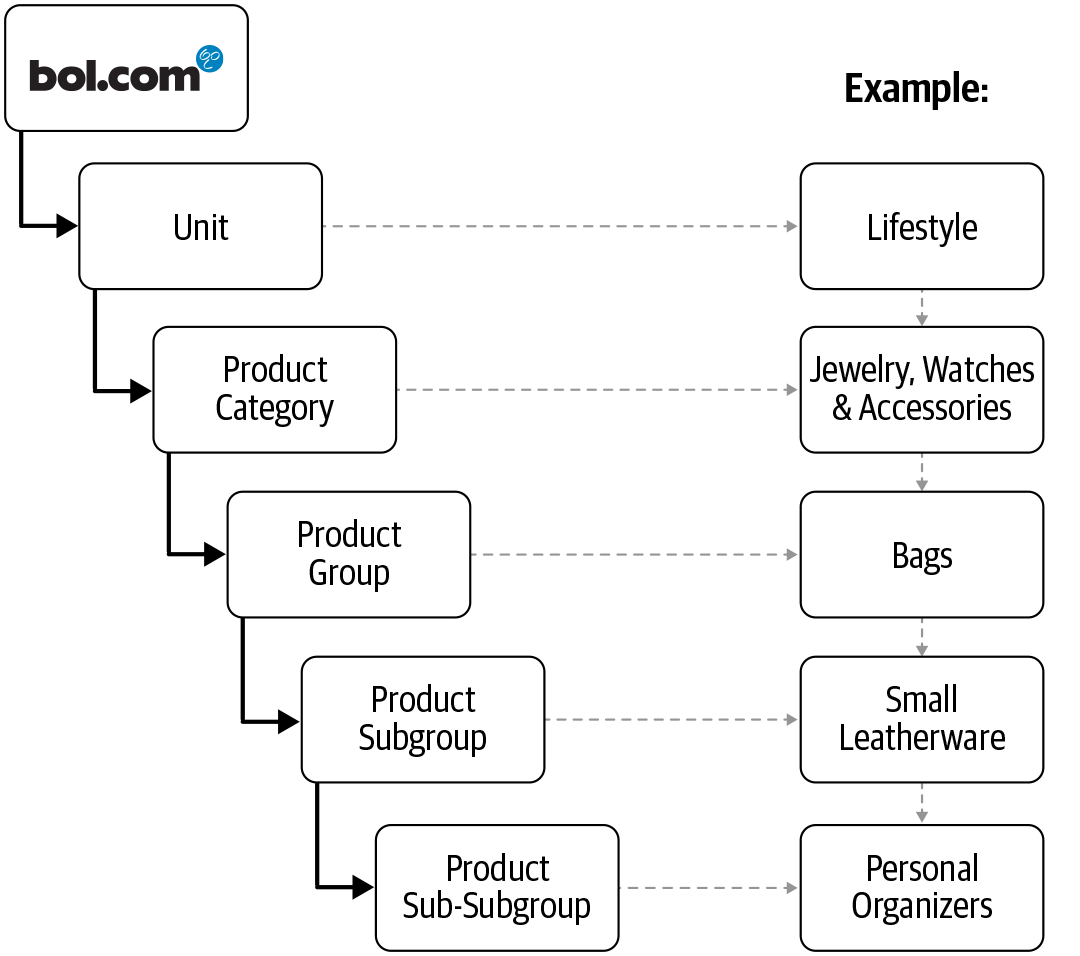 bol.com
Example:
Unit
Lifestyle
Product
Category
Jewelry, Watches
& Accessories
Product
Group
Bags
Product
Subgroup
Small
Leatherware
Product
Sub-Subgroup
Personal
Organizers